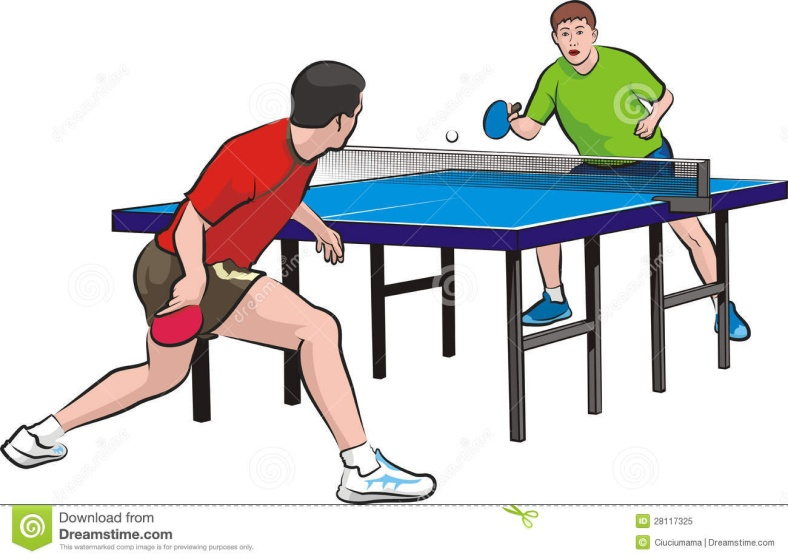 Download from
Dreamstime.com
This watermarked comp image is for previewing purposes only.
ID 28117325
© Ciuciumama | Dreamstime.com